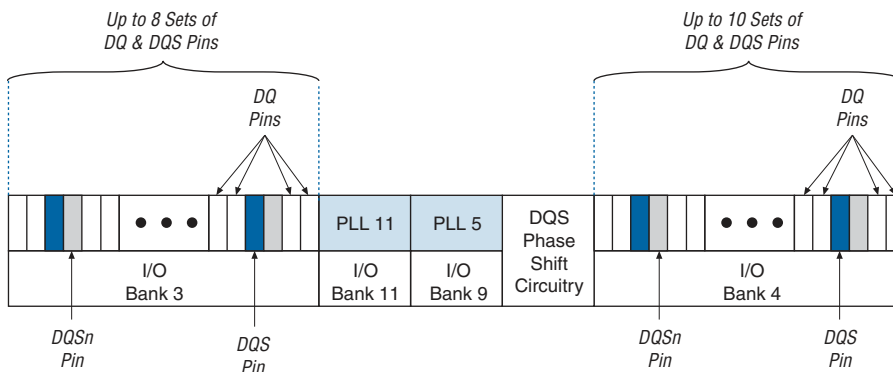 Up to 8 Sets of
DQ & DQS Pins
Up to 10 Sets of
DQ & DQS Pins
DQ
Pins
DQ
Pins
PLL 11
PLL 5
DQS
Phase
Shift
Circuitry
I/O
Bank 3
I/O
Bank 11
I/O
Bank 9
I/O
Bank 4
DQSn
Pin
DQS
Pin
DQSn
Pin
DQS
Pin